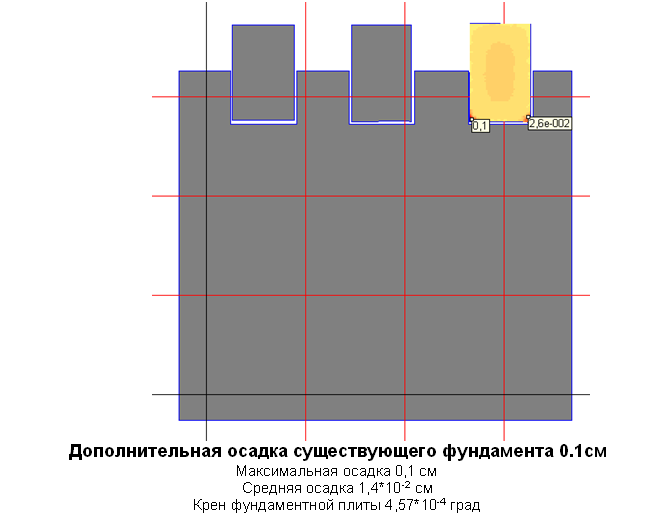 0,1
2,6e-002
Дополнительная осадка существующего фундамента 0.1см
Максимальная осадка 0,1 см
Средняя осадка 1,4*10⁻² см
Крен фундаментной плиты 4,57*10⁻⁴ град